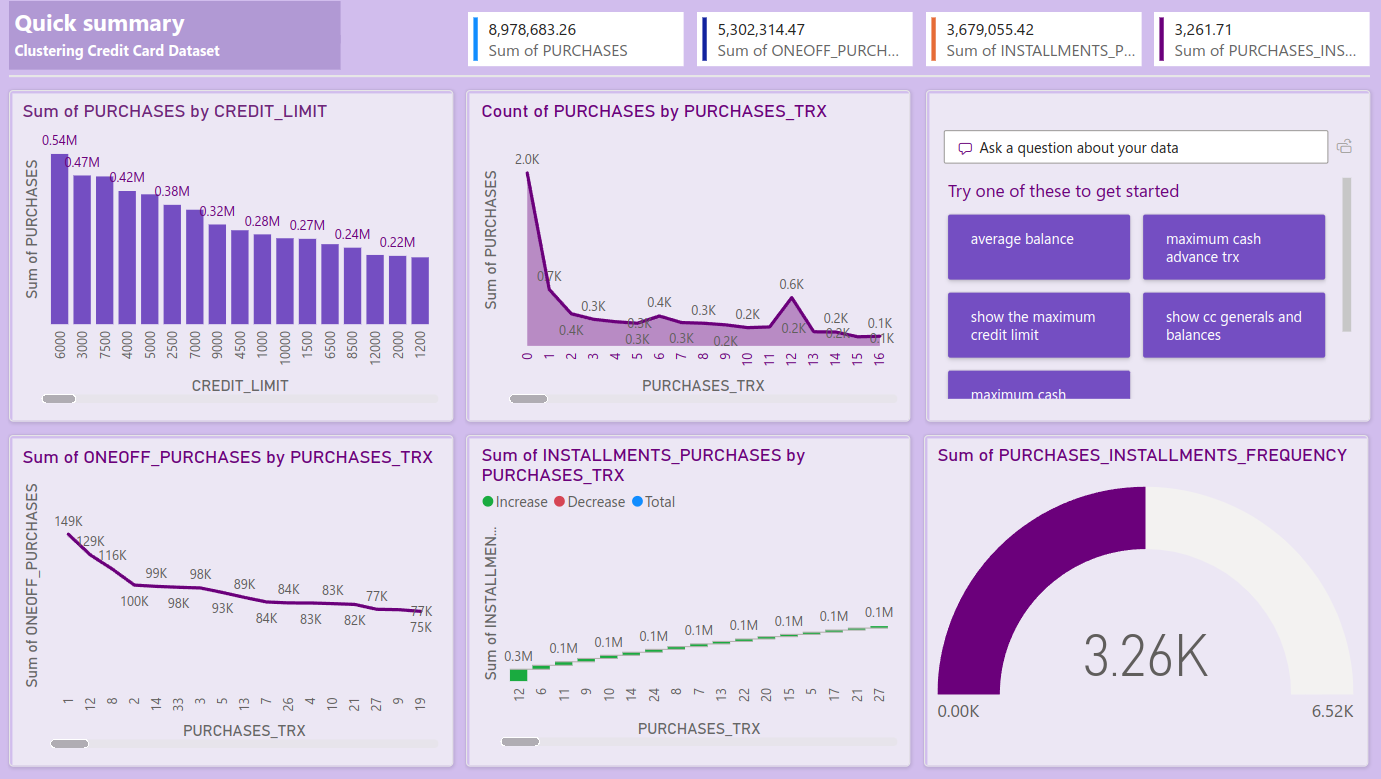 Quick summary
Clustering Credit Card Dataset
8,978,683.26
Sum of PURCHASES
5,302,314.47
Sum of ONEOFF_PURCH...
3,679,055.42
Sum of INSTALLMENTS_P...
3,261.71
Sum of PURCHASES_INS...
Sum of PURCHASES by CREDIT_LIMIT
Sum of PURCHASES
0.54M
0.47M
0.42M
0.38M
0.32M
0.28M
0.27M
0.24M
0.22M
6000 3000 7500 4000 5000 2500 7000 9000 4500 1000 10000 1500 6500 8500 12000 2000 1200
CREDIT_LIMIT
Count of PURCHASES by PURCHASES_TRX
Sum of PURCHASES
2.0K
0.7K
0.4K
0.3K
0.3K
0.3K
0.4K
0.3K
0.3K
0.2K
0.2K
0.2K
0.6K
0.2K
0.2K
0.1K
0.1K
0 1 2 3 4 5 6 7 8 9 10 11 12 13 14 15 16
PURCHASES_TRX
Ask a question about your data
Try one of these to get started
average balance
maximum cash
advance trx
show the maximum
credit limit
show cc generals and
balances
maximum cash
Sum of ONEOFF_PURCHASES by PURCHASES_TRX
Sum of ONEOFF_PURCHASES
149K
129K
116K
100K
99K
98K
98K
93K
89K
84K
84K
83K
83K
82K
77K
77K
75K
1 12 8 2 14 33 3 5 13 7 26 4 10 21 27 9 19
PURCHASES_TRX
Sum of INSTALLMENTS_PURCHASES by
PURCHASES_TRX
Increase Decrease Total
Sum of INSTALLMEN...
0.3M
0.1M
0.1M
0.1M
0.1M
0.1M
0.1M
0.1M
0.1M
12 6 11 9 10 14 24 8 7 13 22 20 15 5 17 21 27
PURCHASES_TRX
Sum of PURCHASES_INSTALLMENTS_FREQUENCY
3.26K
0.00K
6.52K